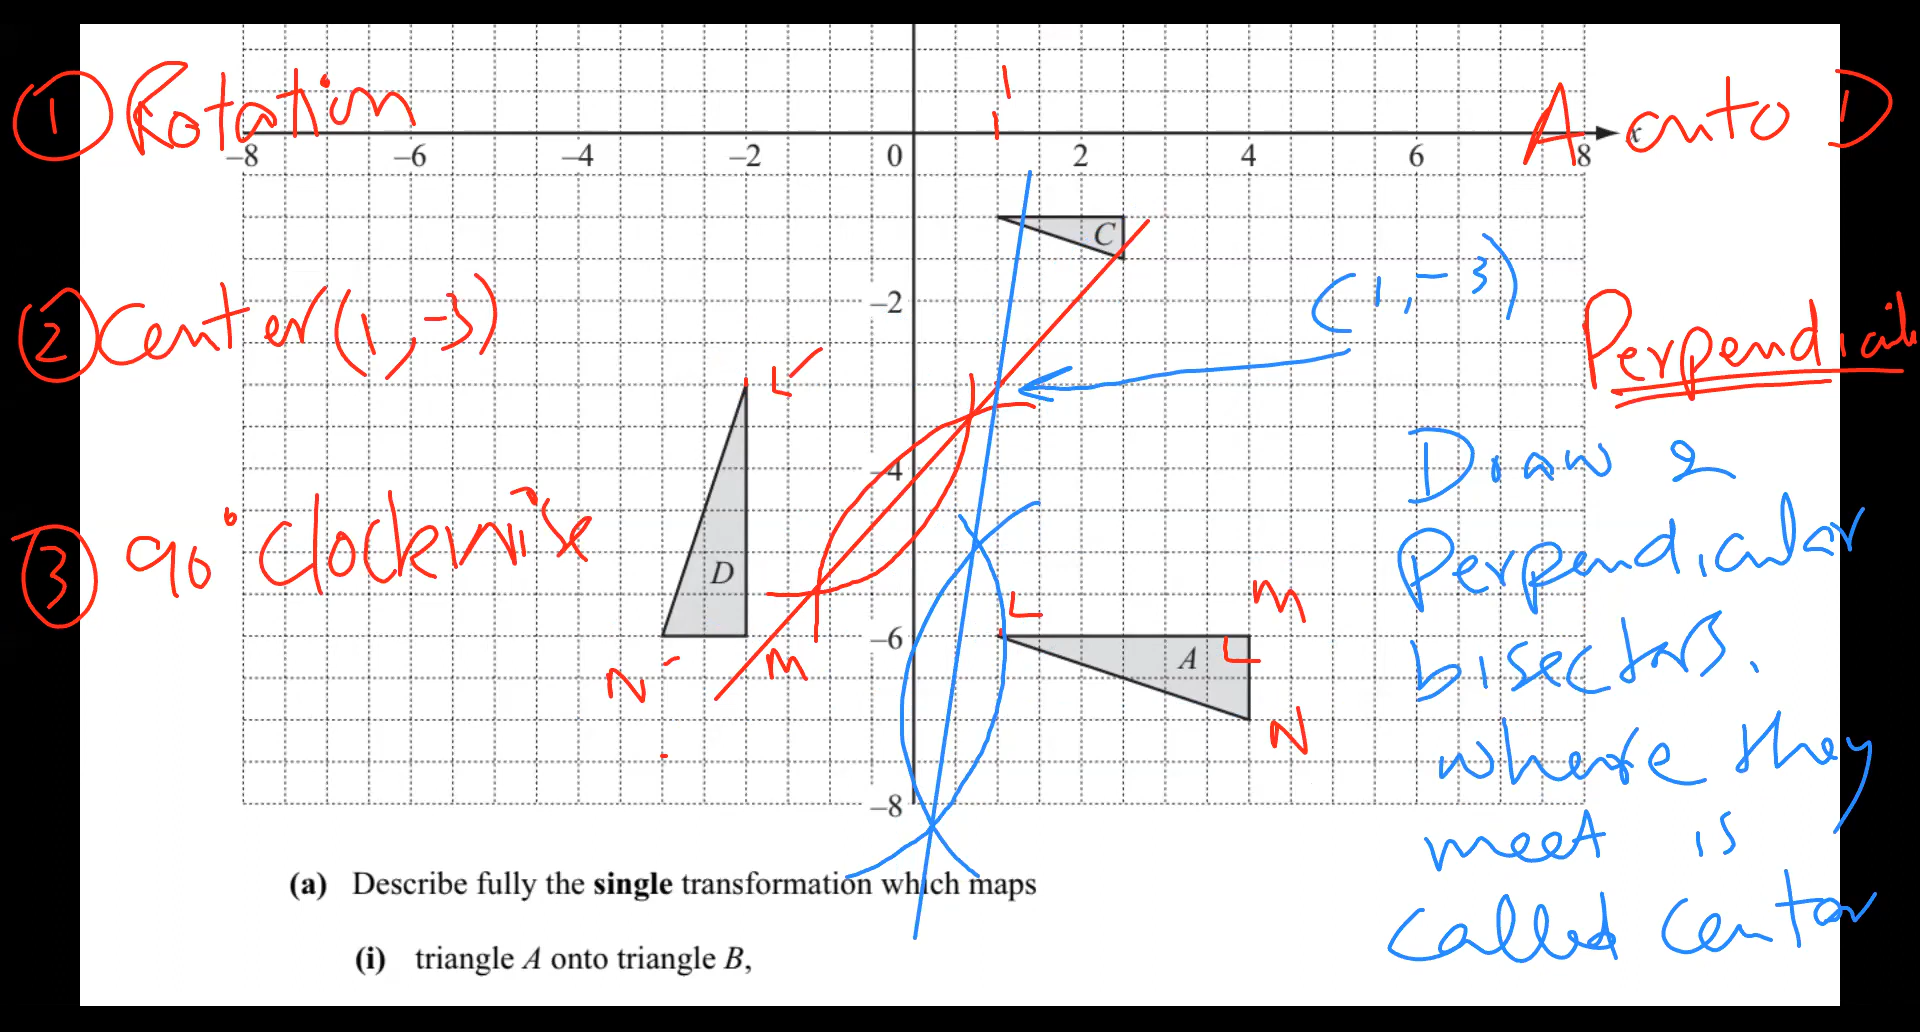 ① Rotation
A onto D
x
–8 –6 –4 –2 0 2 4 6 8
C
(1, -3)
–2
② Center (1, -3)
L
Draw 2
–4
③ 90° clockwise
Perpendicular
D
L
M
–6
A
bisectors.
N
M
N
where they
–8
meet is
(a) Describe fully the single transformation which maps
called
(i) triangle A onto triangle B,